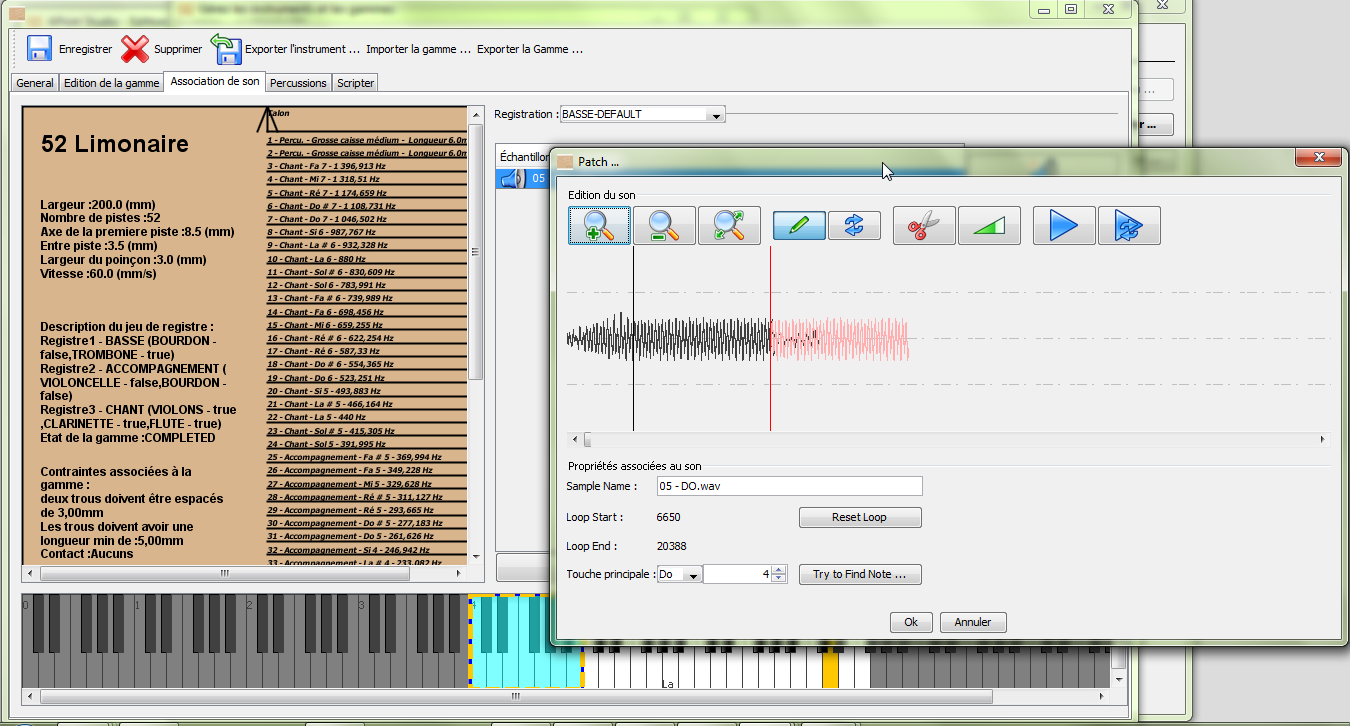 Gérez les instruments et les gammes
Enregistrer
Supprimer
Exporter l'instrument ...
Importer la gamme ...
Exporter la Gamme ...
General
Edition de la gamme
Association de son
Percussions
Scripter
52 Limonaire
Largeur :200.0 (mm)
Nombre de pistes :52
Axe de la premiere piste :8.5 (mm)
Entre piste :3.5 (mm)
Largeur du poinçon :3.0 (mm)
Vitesse :60.0 (mm/s)
Description du jeu de registre :
Registre1 - BASSE (BOURDON -
false,TROMBONE - true)
Registre2 - ACCOMPAGNEMENT (
VIOLONCELLE - false,BOURDON -
false)
Registre3 - CHANT (VIOLONS - true
,CLARINETTE - true,FLUTE - true)
Etat de la gamme :COMPLETED
Contraintes associées à la
gamme :
deux trous doivent être espacés
de 3,00mm
Les trous doivent avoir une
longueur min de :5,00mm
Contact :Aucuns
Talon
1 - Percu. - Grosse caisse médium - Longueur 6.0m
2 - Percu. - Grosse caisse médium - Longueur 6.0m
3 - Chant - Fa 7 - 1 396,913 Hz
4 - Chant - Mi 7 - 1 318,51 Hz
5 - Chant - Ré 7 - 1 174,659 Hz
6 - Chant - Do # 7 - 1 108,731 Hz
7 - Chant - Do 7 - 1 046,502 Hz
8 - Chant - Si 6 - 987,767 Hz
9 - Chant - La # 6 - 932,328 Hz
10 - Chant - La 6 - 880 Hz
11 - Chant - Sol # 6 - 830,609 Hz
12 - Chant - Sol 6 - 783,991 Hz
13 - Chant - Fa # 6 - 739,989 Hz
14 - Chant - Fa 6 - 698,456 Hz
15 - Chant - Mi 6 - 659,255 Hz
16 - Chant - Ré # 6 - 622,254 Hz
17 - Chant - Ré 6 - 587,33 Hz
18 - Chant - Do # 6 - 554,365 Hz
19 - Chant - Do 6 - 523,251 Hz
20 - Chant - Si 5 - 493,883 Hz
21 - Chant - La # 5 - 466,164 Hz
22 - Chant - La 5 - 440 Hz
23 - Chant - Sol # 5 - 415,305 Hz
24 - Chant - Sol 5 - 391,995 Hz
25 - Accompagnement - Fa # 5 - 369,994 Hz
26 - Accompagnement - Fa 5 - 349,228 Hz
27 - Accompagnement - Mi 5 - 329,628 Hz
28 - Accompagnement - Ré # 5 - 311,127 Hz
29 - Accompagnement - Ré 5 - 293,665 Hz
30 - Accompagnement - Do # 5 - 277,183 Hz
31 - Accompagnement - Do 5 - 261,626 Hz
32 - Accompagnement - Si 4 - 246,942 Hz
33 - Accompagnement - La # 4 - 233,082 Hz
Registration :
BASSE-DEFAULT
Échantillon
05
Patch ...
Edition du son
Propriétés associées au son
Sample Name :
05 - DO.wav
Loop Start :
6650
Reset Loop
Loop End :
20388
Touche principale :
Do
4
Try to Find Note ...
Ok
Annuler
0
1
2
3
4
La